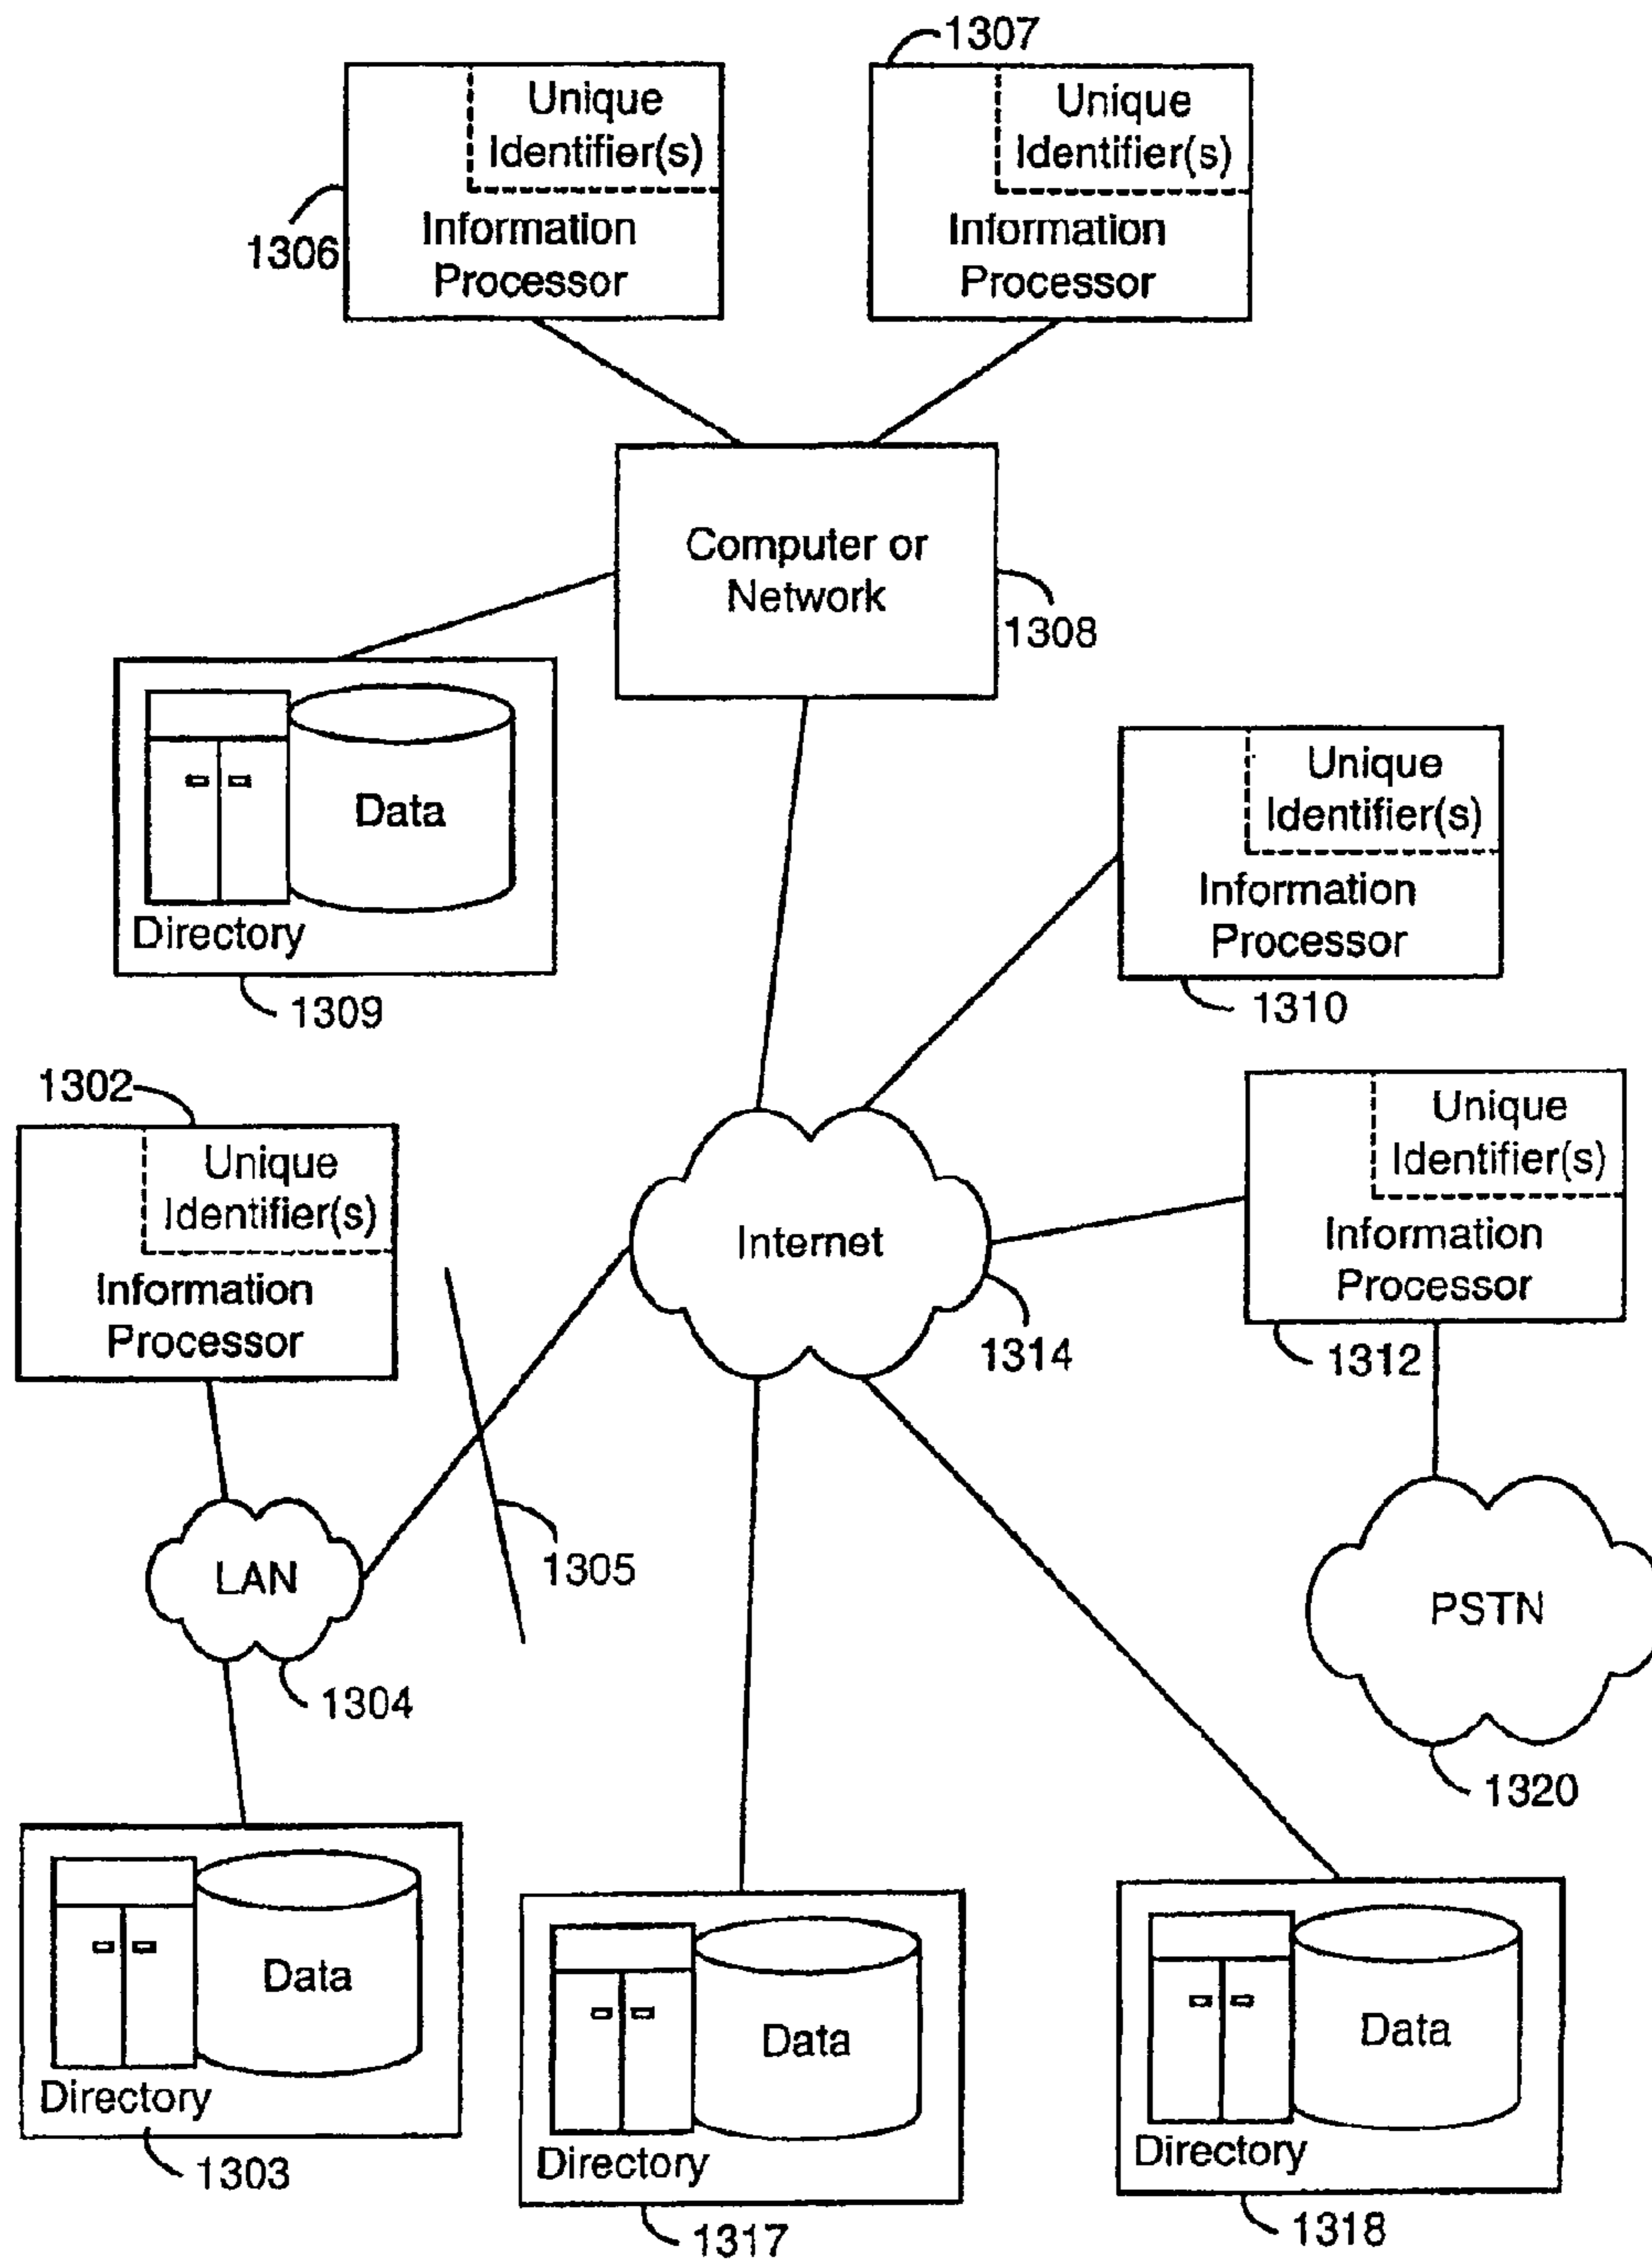 1307
Unique
Identifier(s)
Information
Processor
1306
Unique
Identifier(s)
Information
Processor
Computer or
Network
1308
Data
Directory
1309
Unique
Identifier(s)
Information
Processor
1310
1302
Unique
Identifier(s)
Information
Processor
Internet
1314
Unique
Identifier(s)
Information
Processor
1312
LAN
1304
1305
PSTN
1320
Data
Directory
1303
Data
Directory
1317
Data
Directory
1318